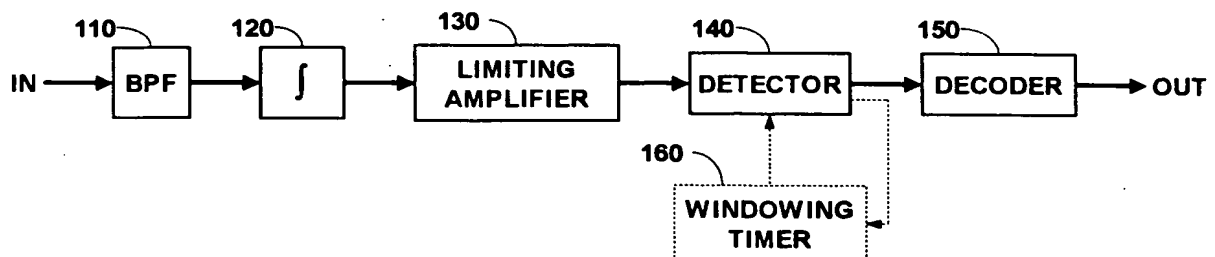 110
120
130
140
150
IN
BPF
∫
LIMITING
AMPLIFIER
DETECTOR
DECODER
OUT
160
WINDOWING
TIMER